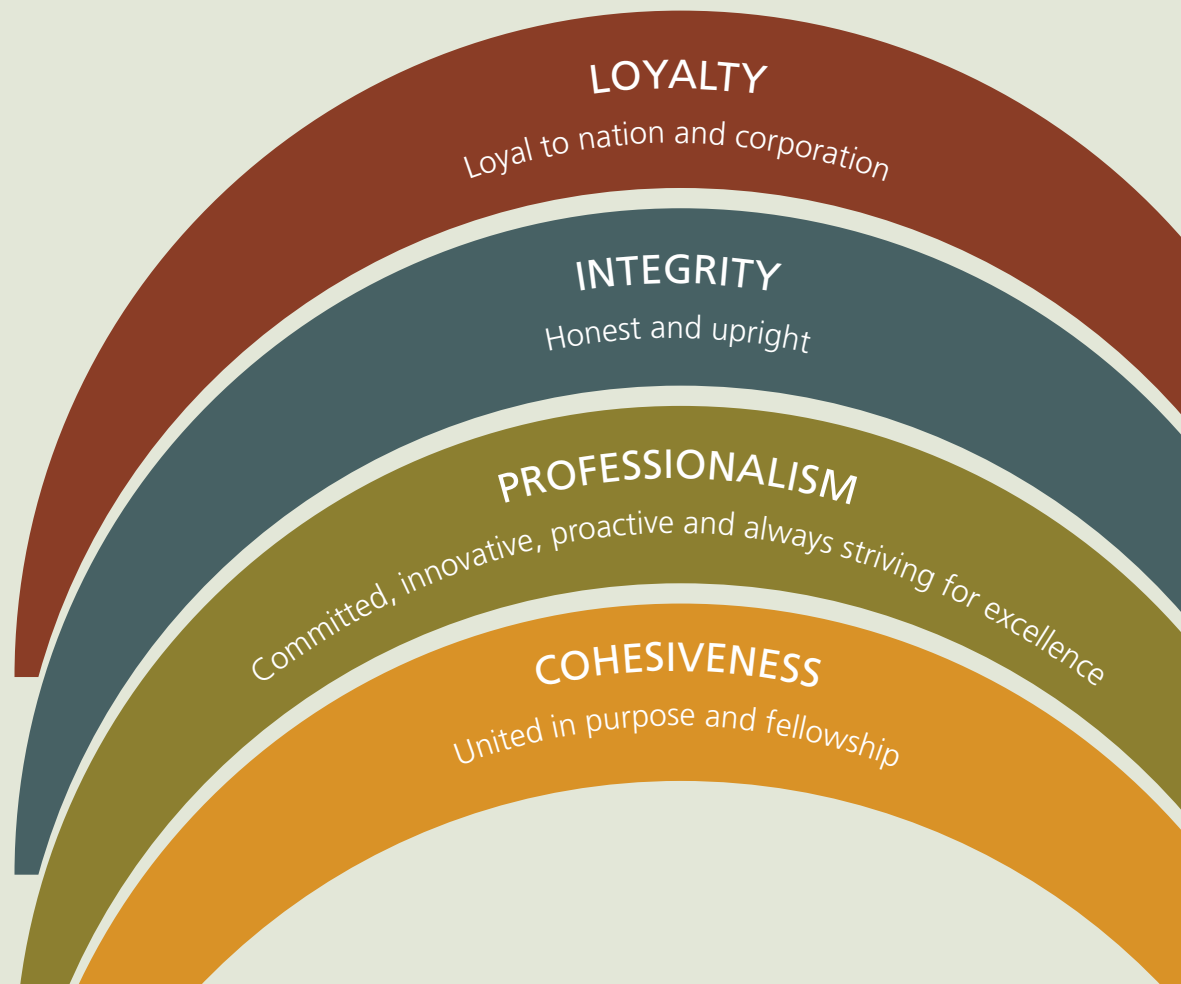 LOYALTY
Loyal to nation and corporation
INTEGRITY
Honest and upright
PROFESSIONALISM
Committed, innovative, proactive and always striving for excellence
COHESIVENESS
United in purpose and fellowship